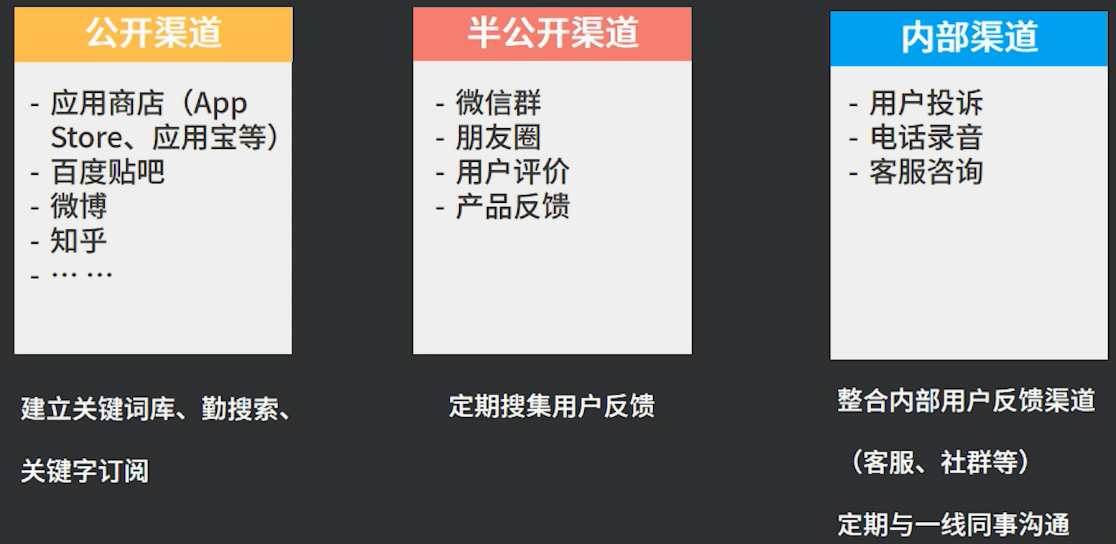 公开渠道
- 应用商店（App
Store、应用宝等）
- 百度贴吧
- 微博
- 知乎
- … …
建立关键词库、勤搜索、
关键字订阅
半公开渠道
- 微信群
- 朋友圈
- 用户评价
- 产品反馈
定期搜集用户反馈
内部渠道
- 用户投诉
- 电话录音
- 客服咨询
整合内部用户反馈渠道
（客服、社群等）
定期与一线同事沟通